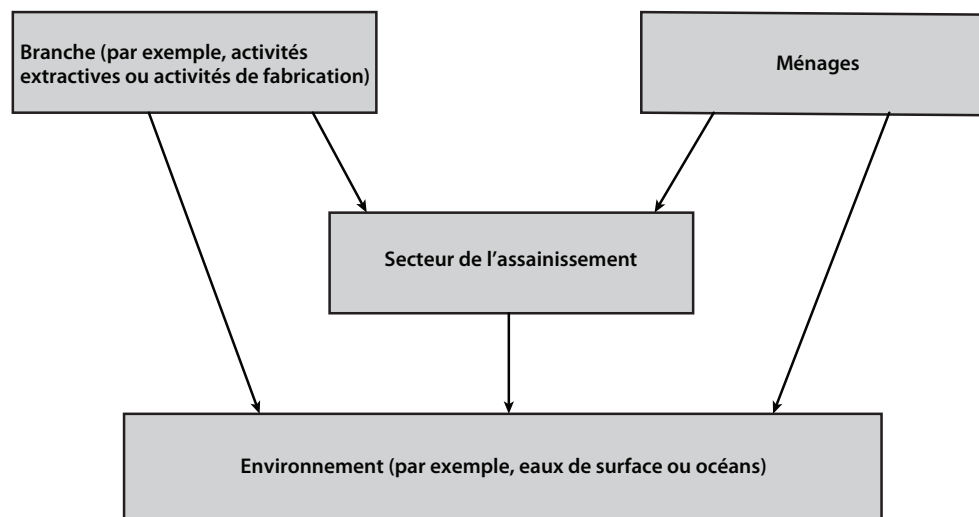 Branche (par exemple, activités
extractives ou activités de fabrication)
Ménages
Secteur de l’assainissement
Environnement (par exemple, eaux de surface ou océans)